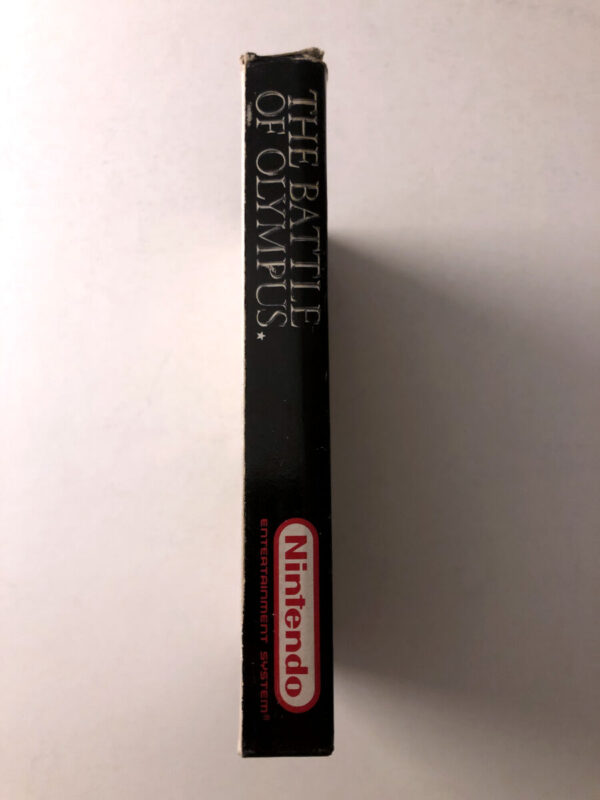 THE BATTLE
OF OLYMPUS.★
Nintendo
ENTERTAINMENT SYSTEM®